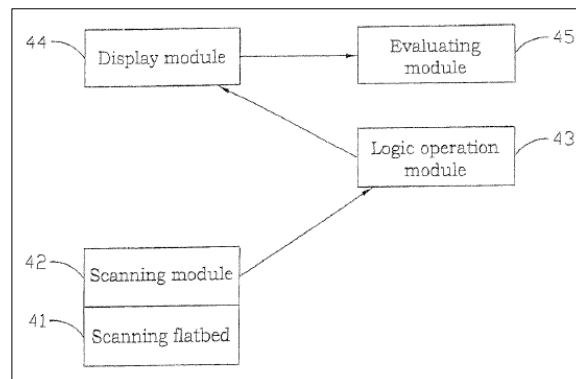 44
Display module
Evaluating
module
45
Logic operation
module
43
42
Scanning module
41
Scanning flatbed